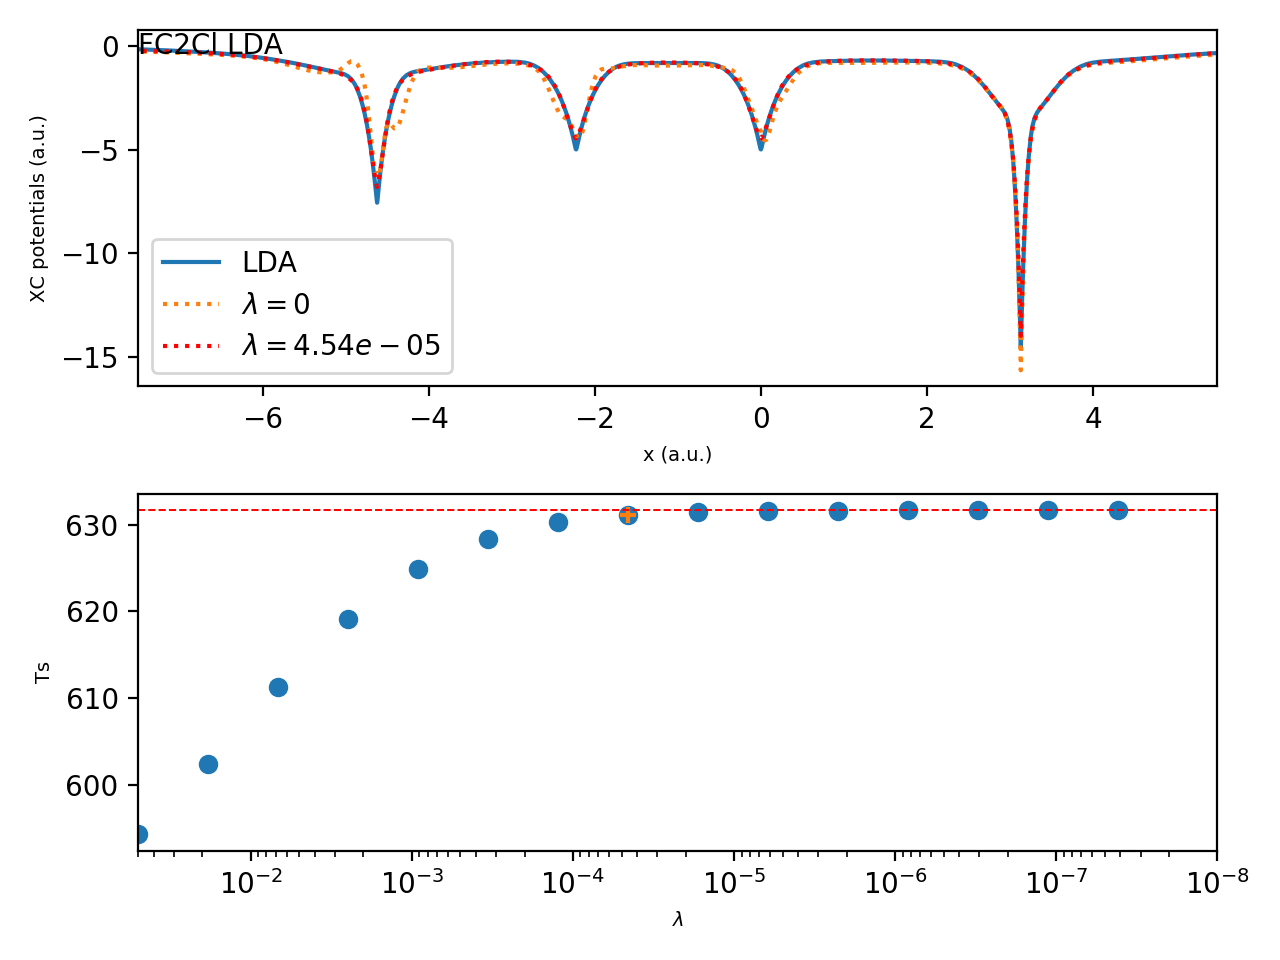 FC2Cl LDA
0
−5
−10
−15
XC potentials (a.u.)
LDA
λ = 0
λ = 4.54e − 05
−6
−4
−2
0
2
4
x (a.u.)
630
620
610
600
Ts
10⁻²
10⁻³
10⁻⁴
10⁻⁵
10⁻⁶
10⁻⁷
10⁻⁸
λ